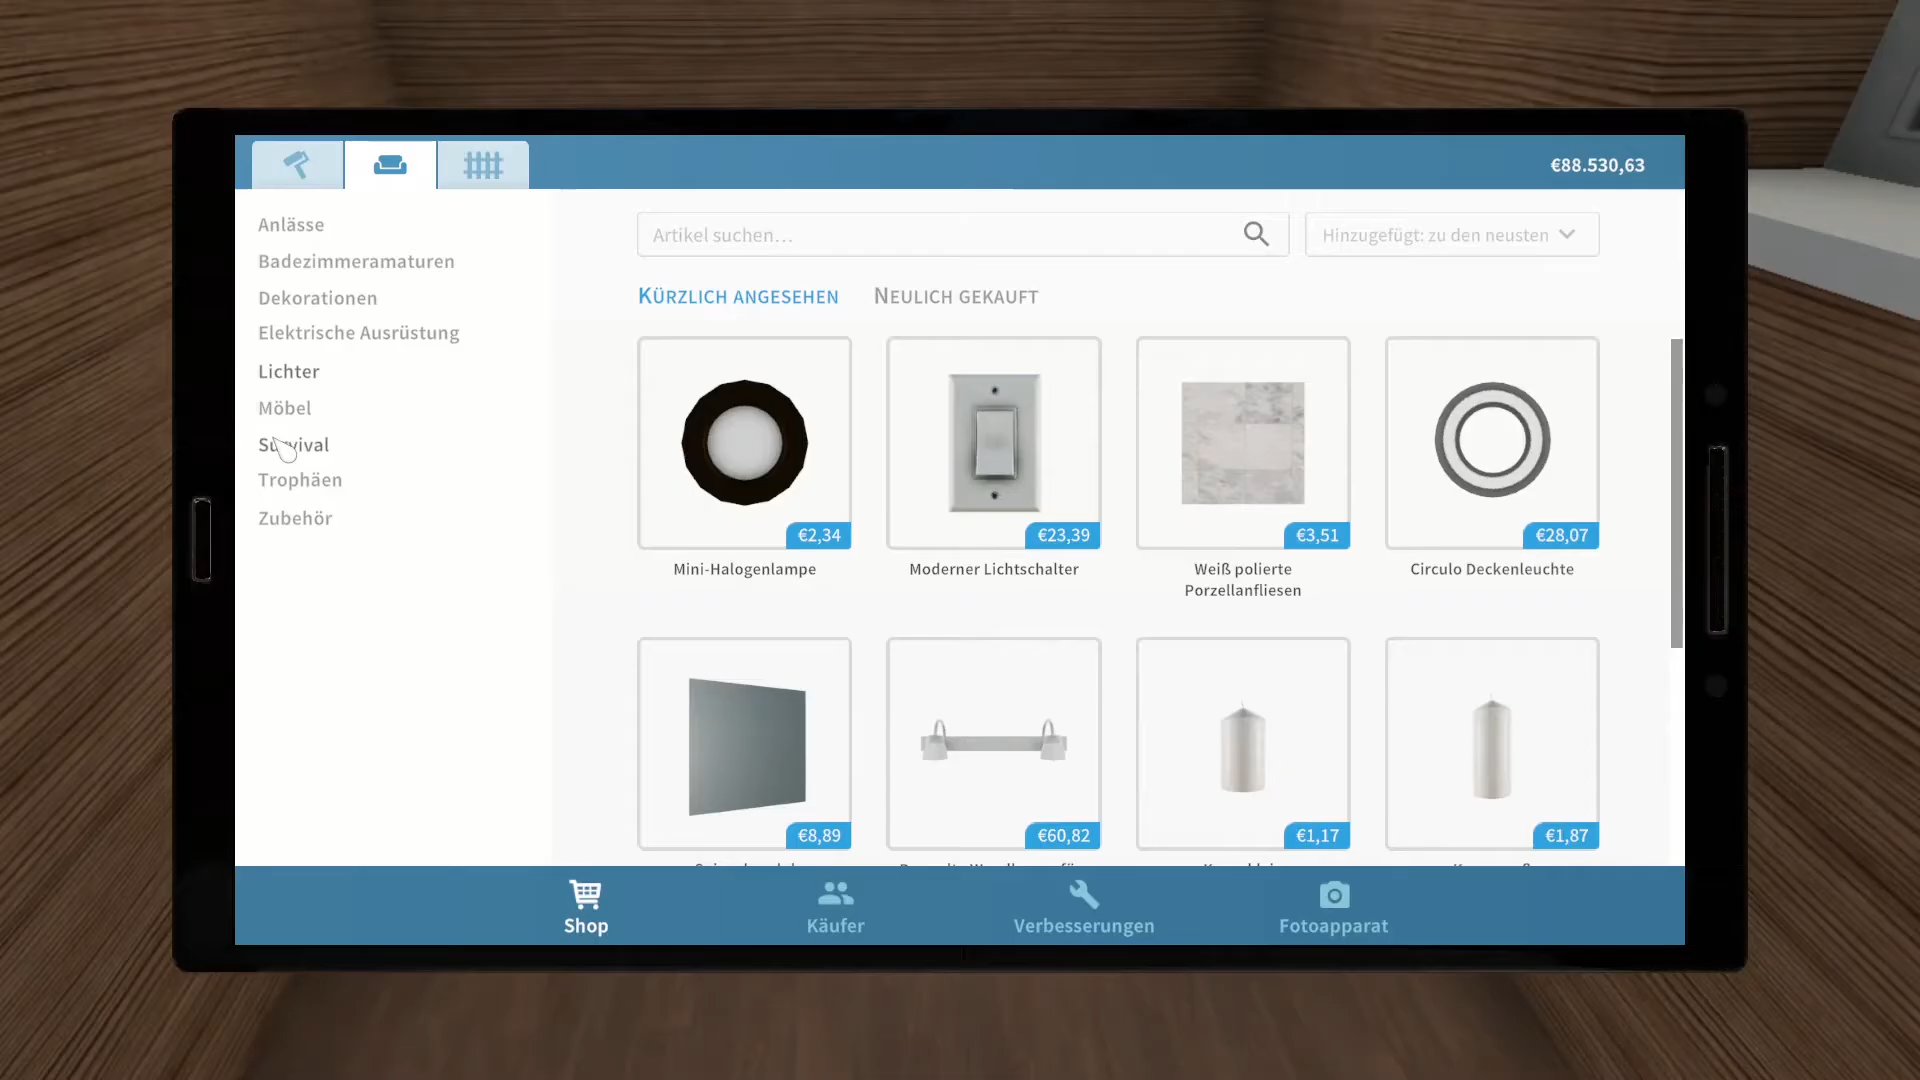 €88.530,63
Anlässe
Badezimmeramaturen
Dekorationen
Elektrische Ausrüstung
Lichter
Möbel
Survival
Trophäen
Zubehör
Artikel suchen...
Hinzugefügt: zu den neusten
KÜRZLICH ANGESEHEN
NEULICH GEKAUFT
€2,34
€23,39
€3,51
€28,07
Mini-Halogenlampe
Moderner Lichtschalter
Weiß polierte
Porzellanfliesen
Circulo Deckenleuchte
€8,89
€60,82
€1,17
€1,87
Shop
Käufer
Verbesserungen
Fotoapparat